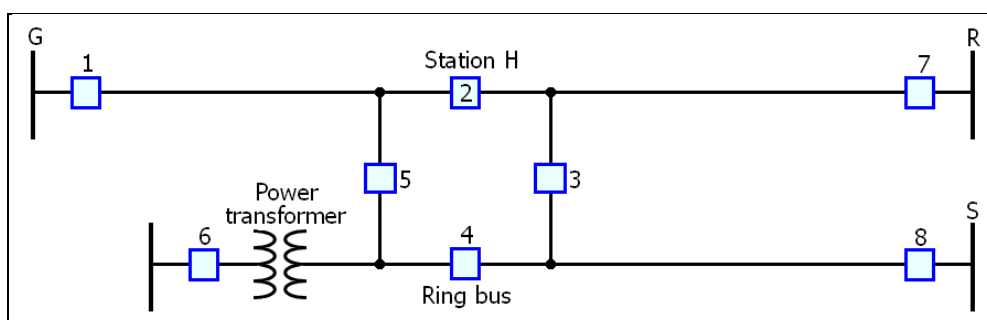 G
R
1
Station H
7
2
5
3
Power
transformer
S
6
4
8
Ring bus